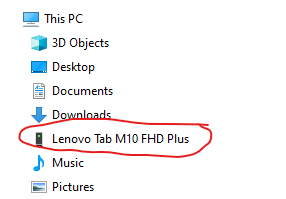 This PC
3D Objects
Desktop
Documents
Downloads
Lenovo Tab M10 FHD Plus
Music
Pictures